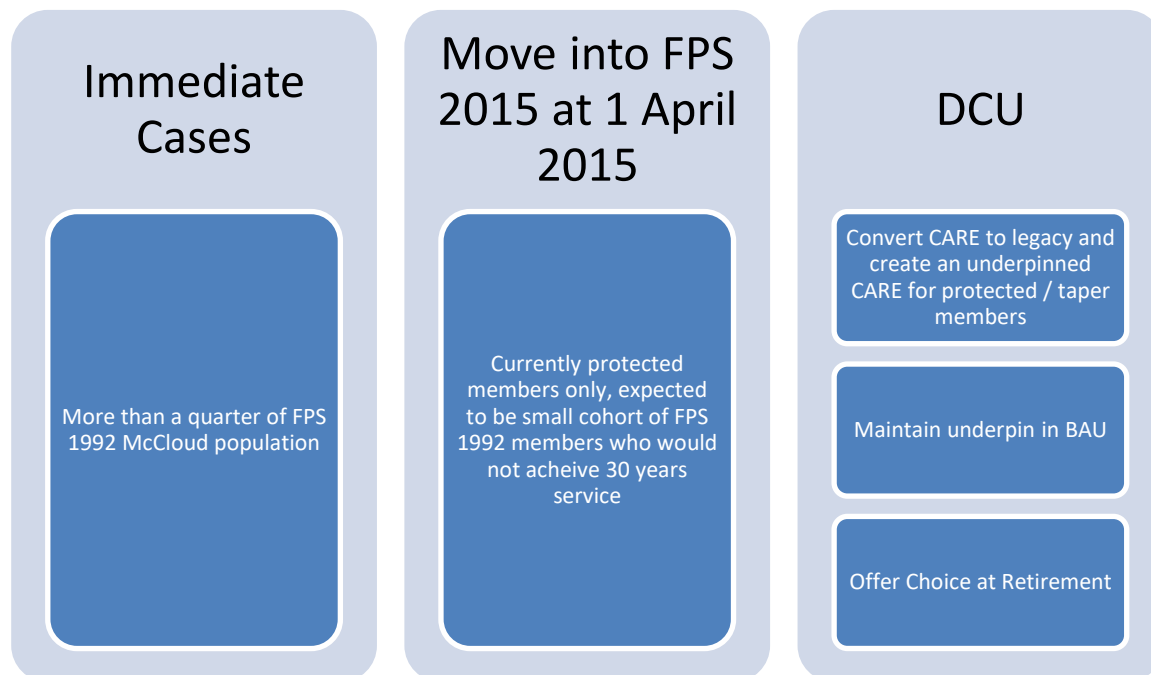 Immediate
Cases
More than a quarter of FPS
1992 McCloud population
Move into FPS
2015 at 1 April
2015
Currently protected
members only, expected
to be small cohort of FPS
1992 members who would
not acheive 30 years
service
DCU
Convert CARE to legacy and
create an underpinned
CARE for protected / taper
members
Maintain underpin in BAU
Offer Choice at Retirement